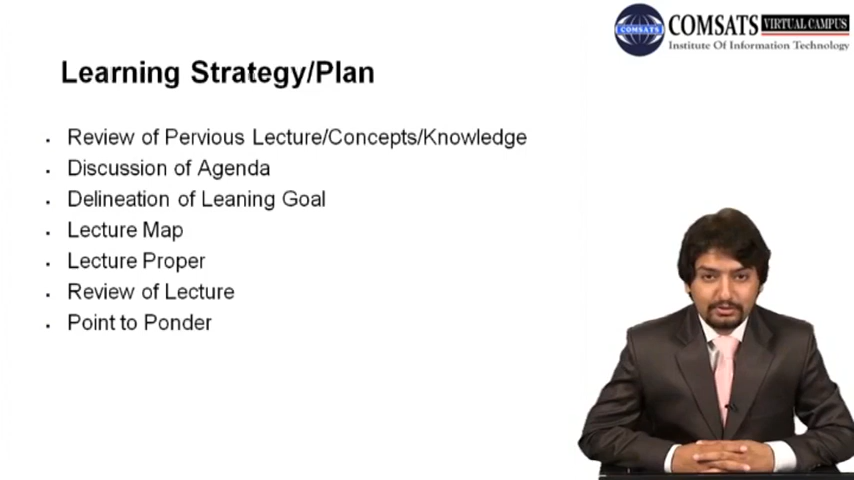 COMSATS VIRTUAL CAMPUS
COMSATS
Institute Of Information Technology
Learning Strategy/Plan
Review of Pervious Lecture/Concepts/Knowledge
Discussion of Agenda
Delineation of Leaning Goal
Lecture Map
Lecture Proper
Review of Lecture
Point to Ponder